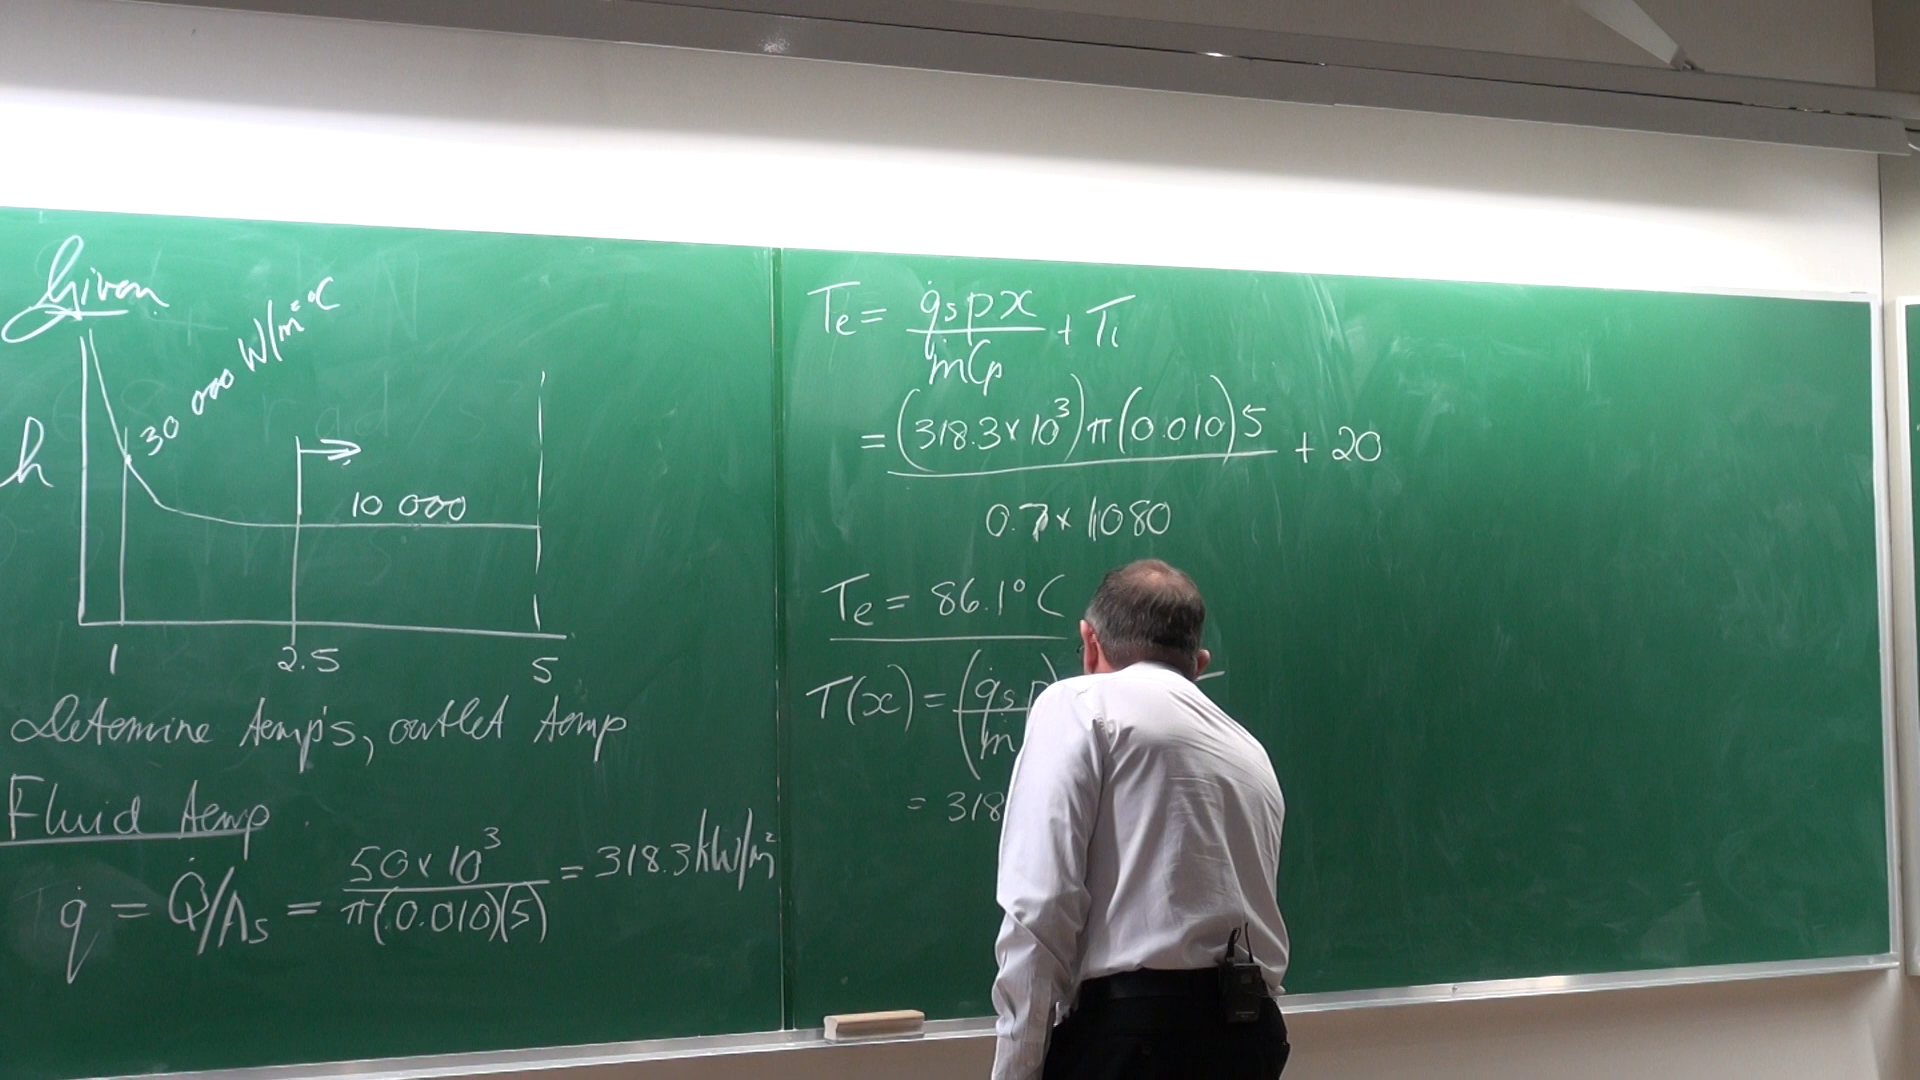 Given
30 000 W/m²°C
h
10 000
1 2.5 5
Determine temp's, outlet temp
Fluid temp.
q̇ = Q̇/As = 50 x 10³ / π(0.010)(5) = 318.3 kW/m²
Te = q̇s p x / ṁCp + Ti
= (318.3 x 10³) π (0.010) 5 / 0.7 x 1080 + 20
Te = 86.1°C
T(x) = (q̇s p / ṁ
= 318